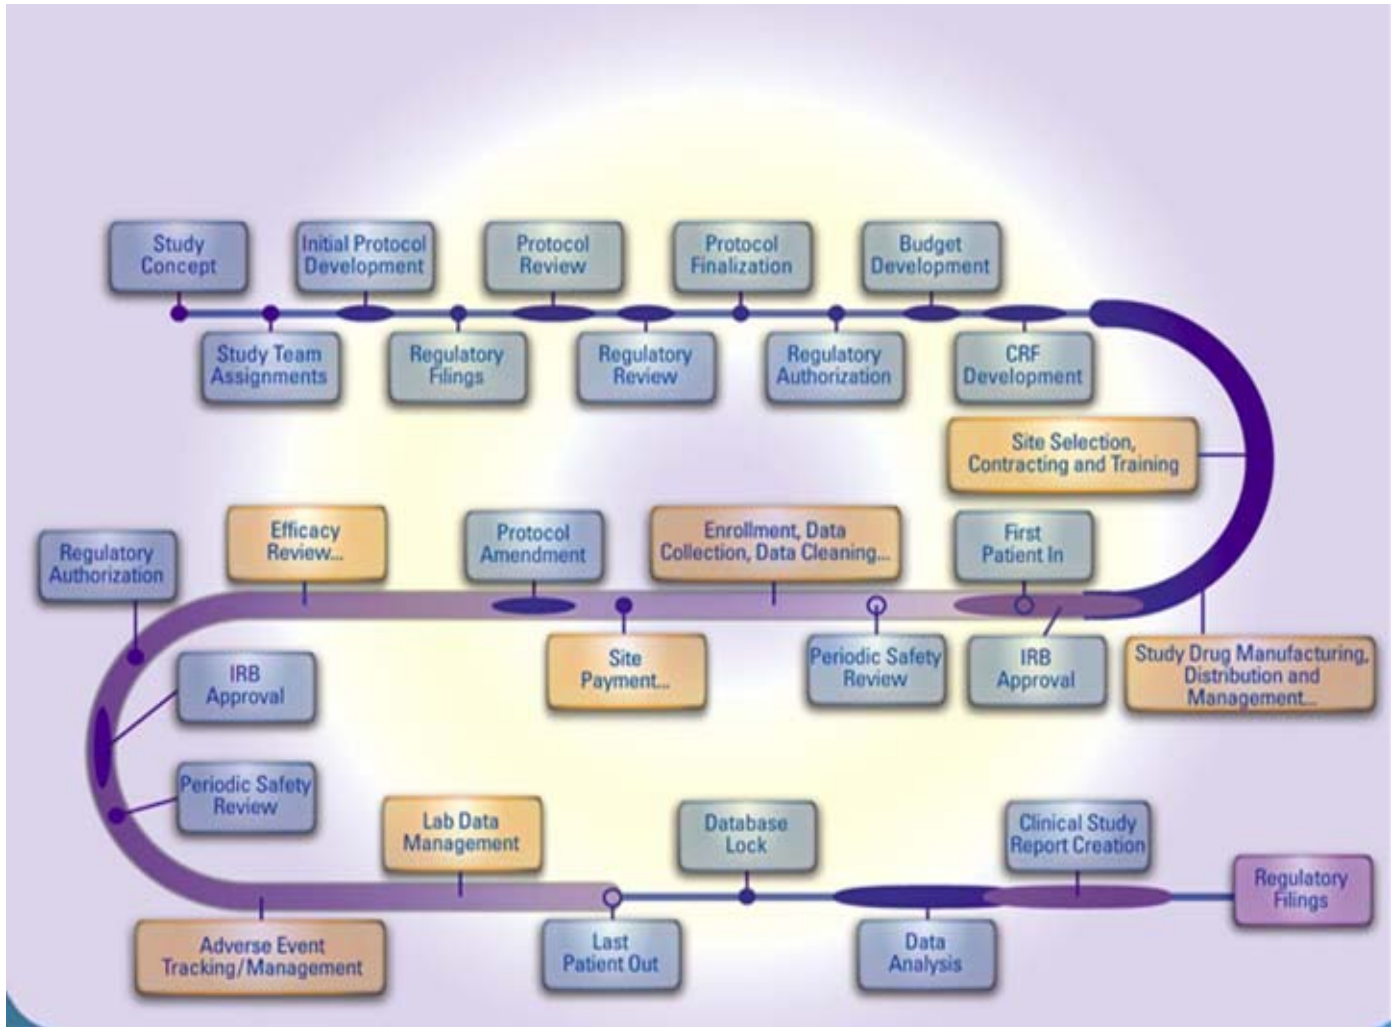 Study
Concept
Initial Protocol
Development
Protocol
Review
Protocol
Finalization
Budget
Development
Study Team
Assignments
Regulatory
Filings
Regulatory
Review
Regulatory
Authorization
CRF
Development
Site Selection,
Contracting and Training
First
Patient In
Enrollment, Data
Collection, Data Cleaning...
Protocol
Amendment
Efficacy
Review...
Regulatory
Authorization
Study Drug Manufacturing,
Distribution and
Management...
IRB
Approval
Periodic Safety
Review
Site
Payment...
IRB
Approval
Periodic Safety
Review
Lab Data
Management
Database
Lock
Clinical Study
Report Creation
Regulatory
Filings
Adverse Event
Tracking/Management
Last
Patient Out
Data
Analysis